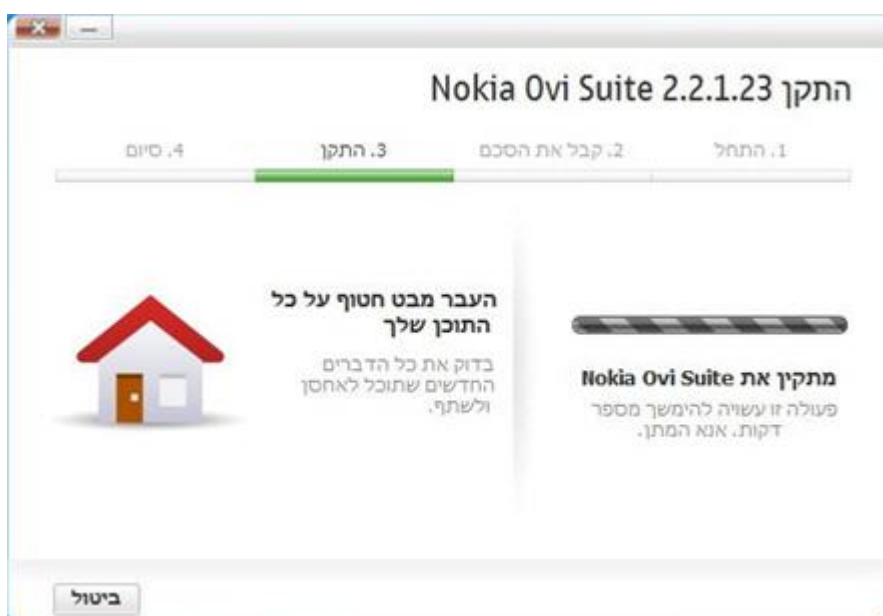 התקן Nokia Ovi Suite 2.2.1.23
1. התחל
2. קבל את הסכם
3. התקן
4. סיום
מתקין את Nokia Ovi Suite
פעולה זו עשויה להימשך מספר
דקות. אנא המתן.
העבר מבט חטוף על כל
התוכן שלך
בדוק את כל הדברים
החדשים שתוכל לאחסן
ולשתף.
ביטול